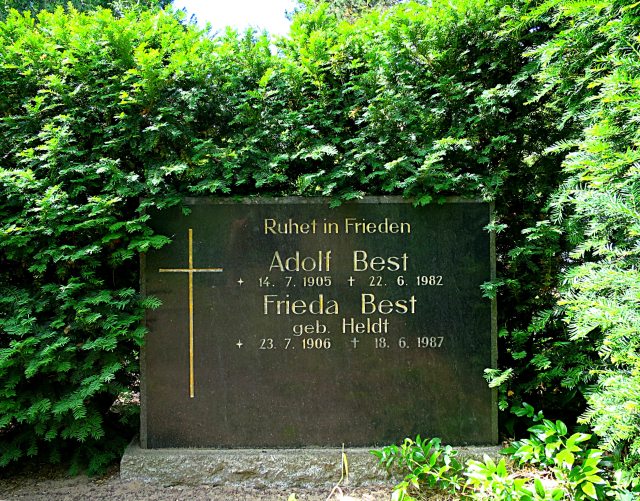 Ruhet in Frieden
Adolf Best
✦ 14. 7. 1905 ✝ 22. 6. 1982
Frieda Best
geb. Heldt
✦ 23. 7. 1906 ✝ 18. 6. 1987